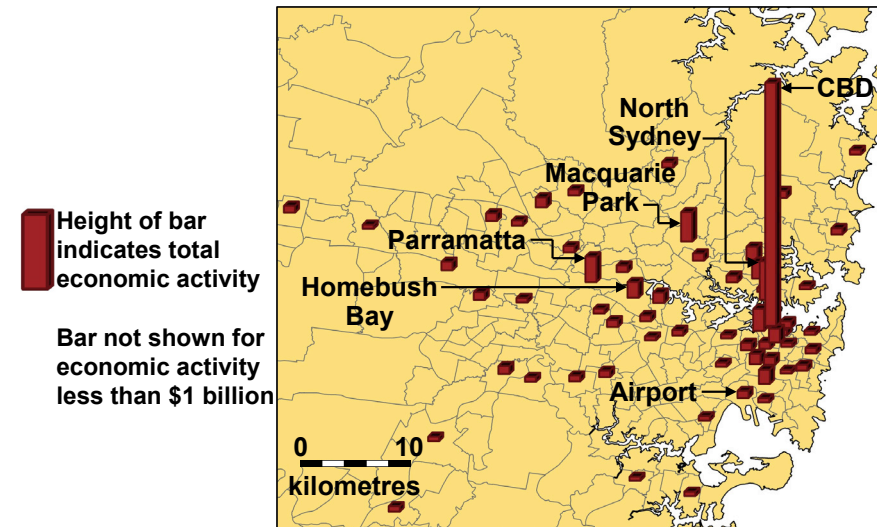 Height of bar
indicates total
economic activity
Bar not shown for
economic activity
less than $1 billion
CBD
North
Sydney
Macquarie
Park
Parramatta
Homebush
Bay
Airport
0 10
kilometres